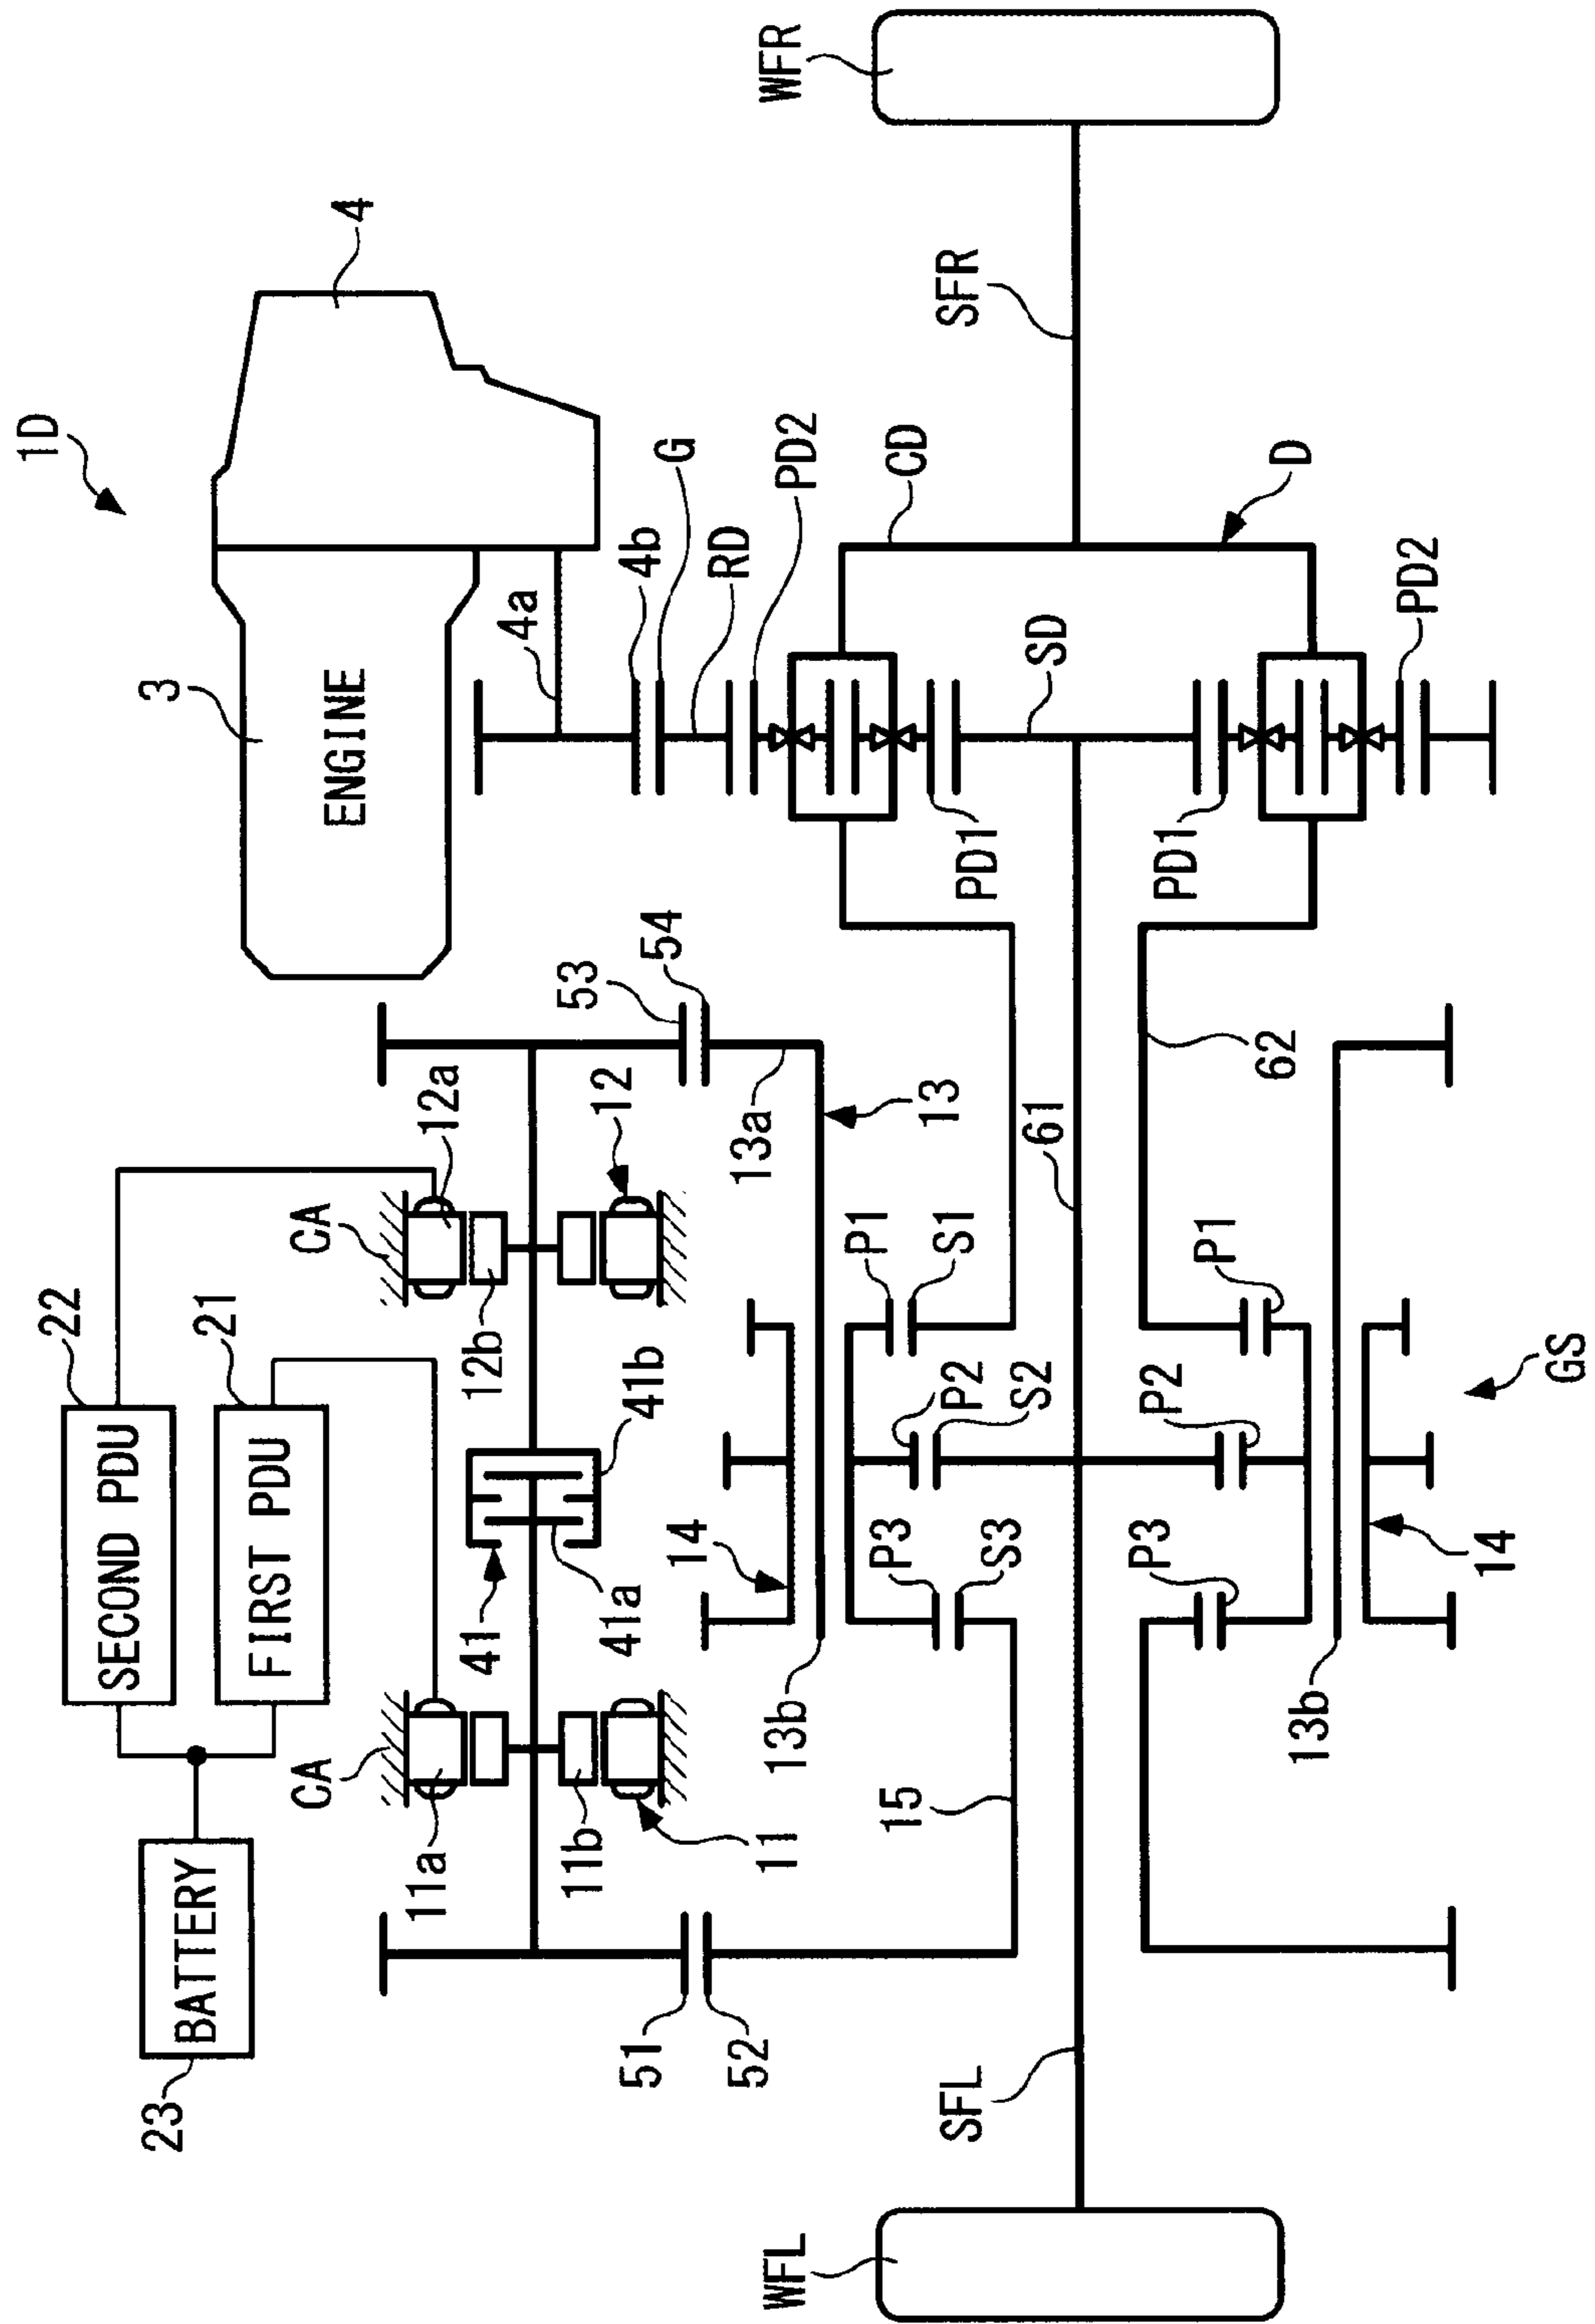 1D
3
ENGINE
4
4a
4b
G
RD
PD2
CD
D
SD
PD1
PD1
PD2
SFR
WFR
22
SECOND PDU
21
FIRST PDU
23
BATTERY
CA
12a
12
12b
53
54
13a
13
41b
41
41a
CA
11a
11b
11
51
52
14
13b
P1
S1
P2
S2
P3
S3
15
61
62
P1
P2
P3
13b
14
GS
SFL
WFL